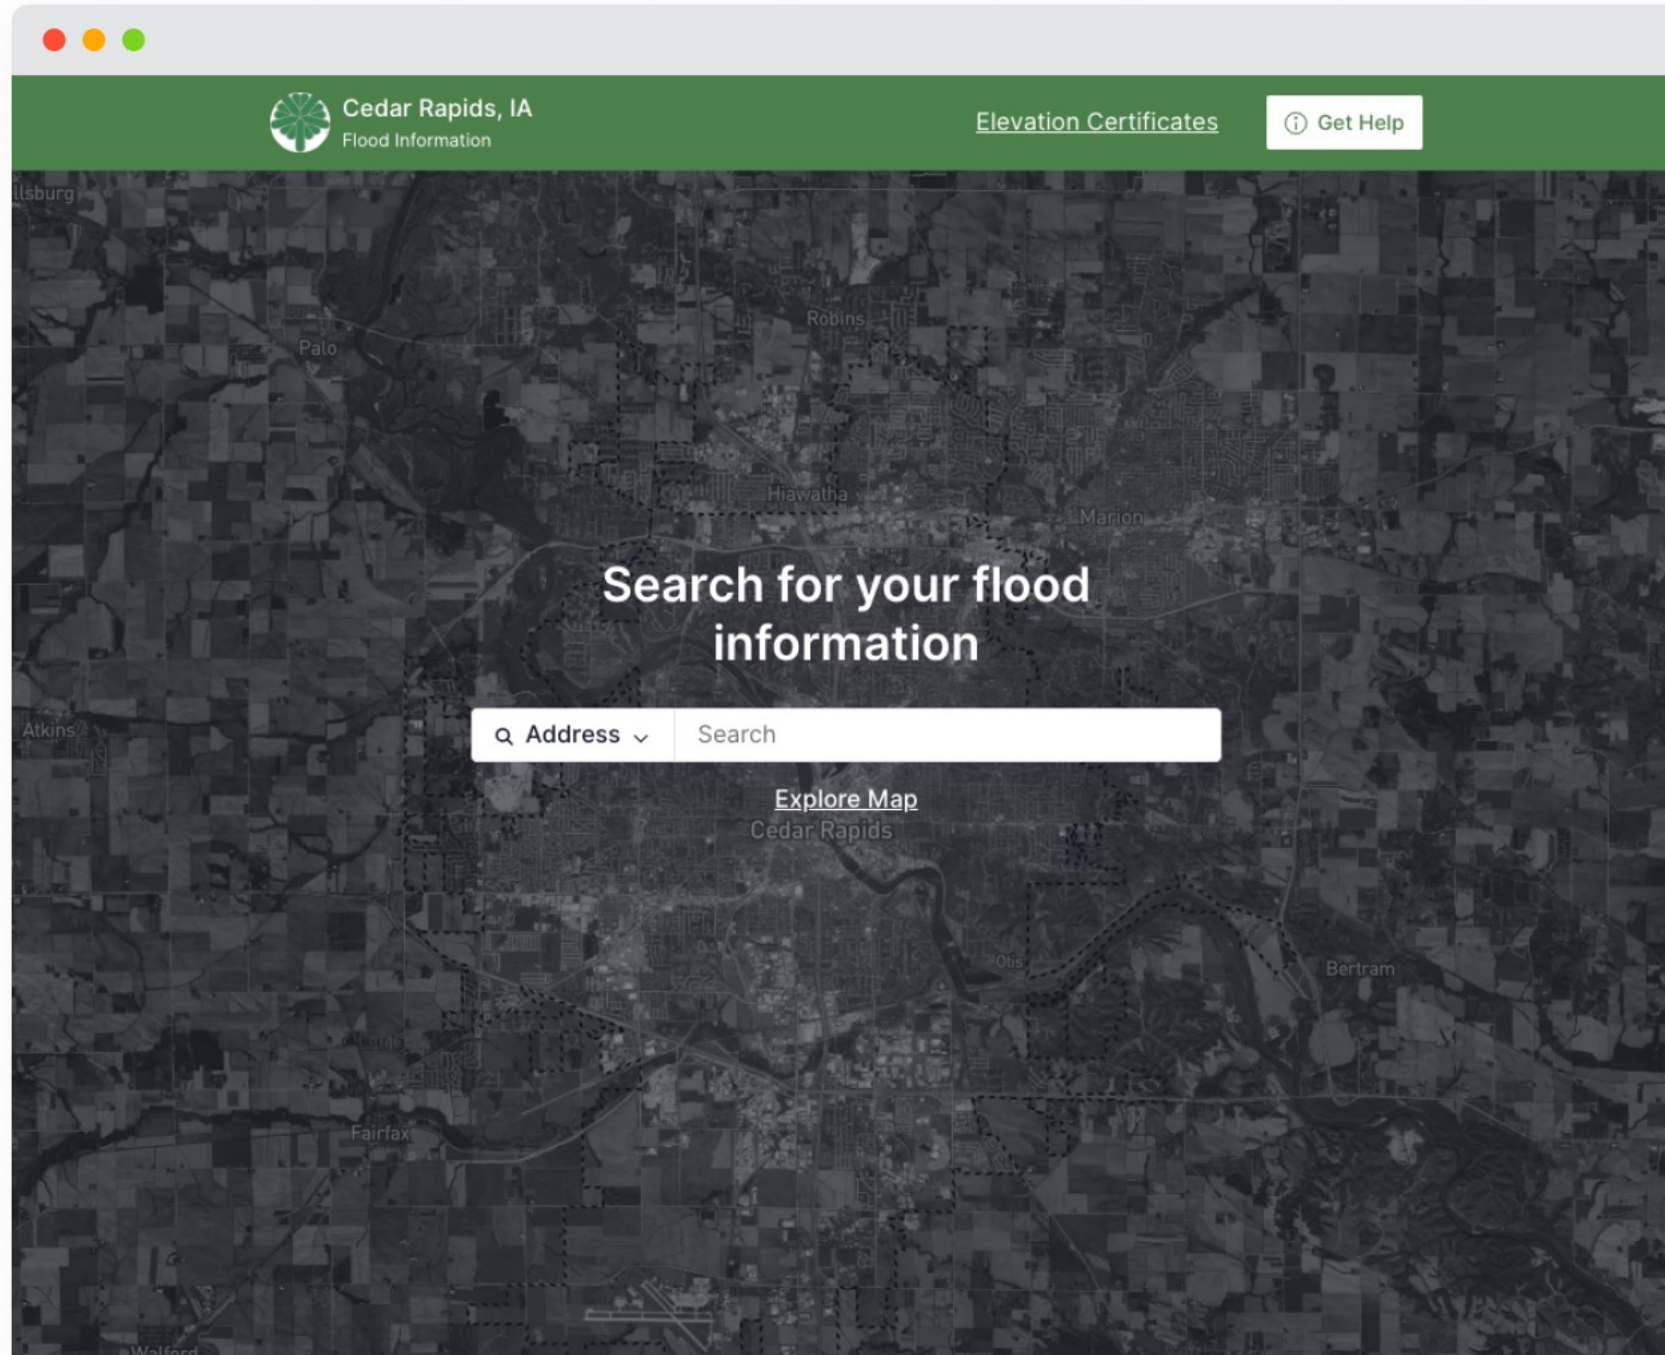 Cedar Rapids, IA
Flood Information
Elevation Certificates
Get Help
llsburg
Robins
Palo
Hiawatha
Marion
Search for your flood
information
Atkins
Address
Search
Explore Map
Cedar Rapids
Otis
Bertram
Fairfax
Walford